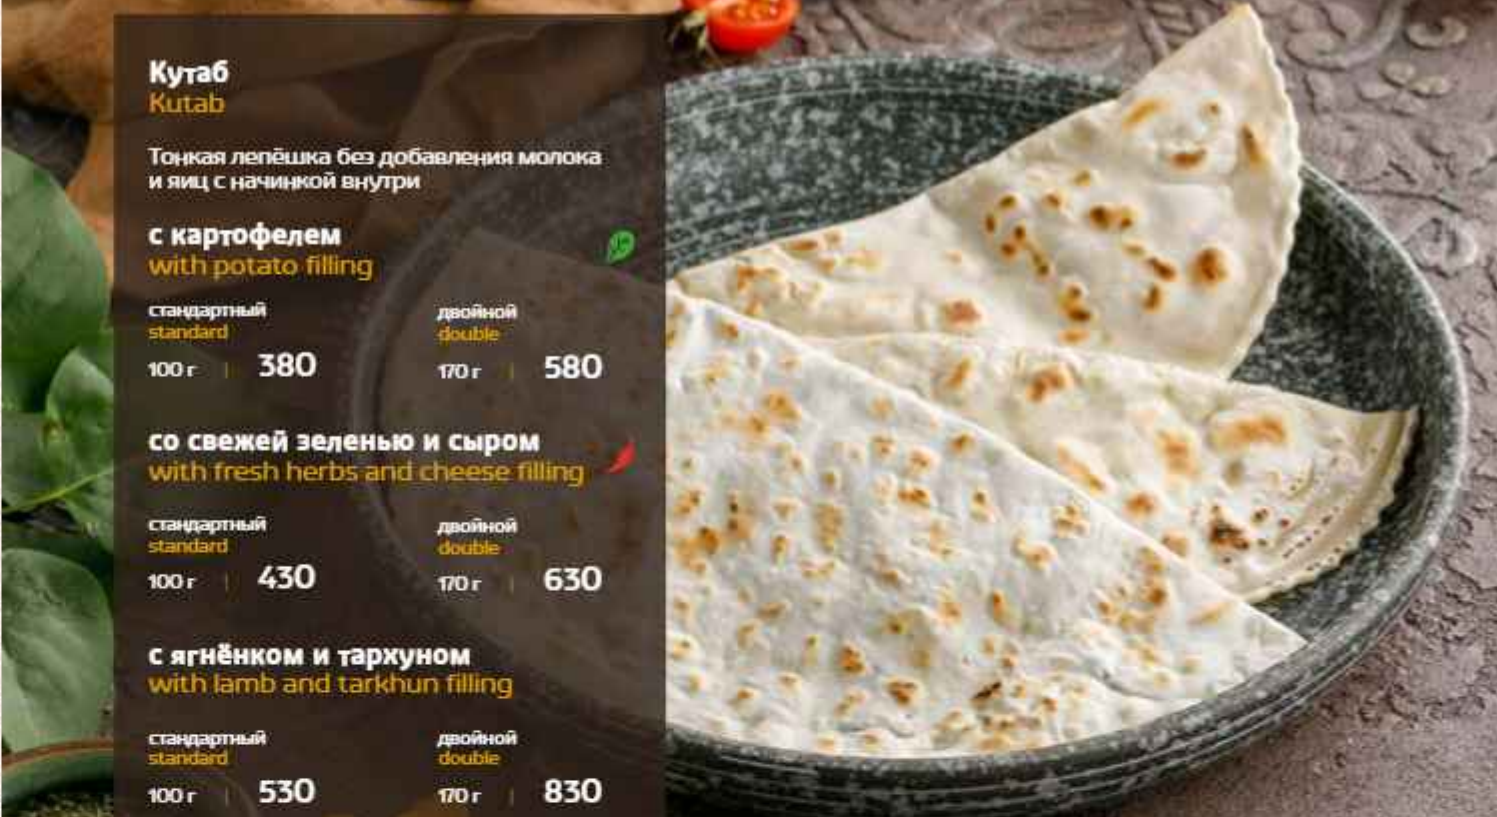 Кутаб
Kutab
Тонкая лепёшка без добавления молока
и яиц с начинкой внутри
с картофелем
with potato filling
стандартный
standard
100 г | 380
двойной
double
170 г | 580
со свежей зеленью и сыром
with fresh herbs and cheese filling
стандартный
standard
100 г | 430
двойной
double
170 г | 630
с ягнёнком и тархуном
with lamb and tarkhun filling
стандартный
standard
100 г | 530
двойной
double
170 г | 830